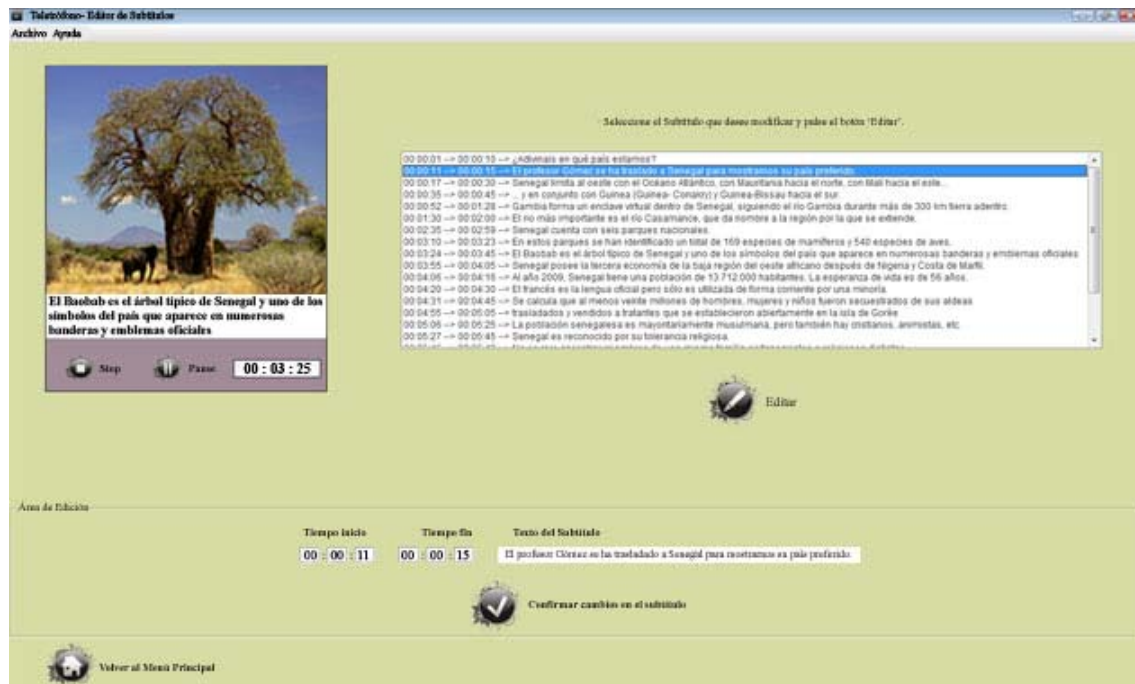 Teletrófono- Editor de Subtítulos
Archivo Ayuda
Seleccione el Subtítulo que desee modificar y pulse el botón "Editar".
00:00:01 --> 00:00:10 --> ¿Adivináis en qué país estamos?
00:00:11 --> 00:00:15 --> El profesor Gómez se ha traslado a Senegal para mostrarnos su país preferido.
00:00:17 --> 00:00:30 --> Senegal limita al oeste con el Océano Atlántico, con Mauritania hacia el norte, con Mali hacia el este...
00:00:35 --> 00:00:45 --> ... y en conjunto con Guinea (Guinea- Conakry) y Guinea-Bissau hacia el sur.
00:00:52 --> 00:01:28 --> Gambia forma un enclave virtual dentro de Senegal, siguiendo el río Gambia durante más de 300 km tierra adentro.
00:01:30 --> 00:02:00 --> El río más importante es el río Casamance, que da nombre a la región por la que se extiende.
00:02:35 --> 00:02:59 --> Senegal cuenta con seis parques nacionales.
00:03:10 --> 00:03:23 --> En estos parques se han identificado un total de 169 especies de mamíferos y 540 especies de aves.
00:03:24 --> 00:03:45 --> El Baobab es el árbol típico de Senegal y uno de los símbolos del país que aparece en numerosas banderas y emblemas oficiales
00:03:55 --> 00:04:05 --> Senegal posee la tercera economía de la baja región del oeste africano después de Nigeria y Costa de Marfil.
00:04:05 --> 00:04:15 --> Al año 2009, Senegal tiene una población de 13.712.000 habitantes. La esperanza de vida es de 56 años.
00:04:20 --> 00:04:30 --> El francés es la lengua oficial pero sólo es utilizada de forma corriente por una minoría.
00:04:31 --> 00:04:45 --> Se calcula que al menos veinte millones de hombres, mujeres y niños fueron secuestrados de sus aldeas
00:04:55 --> 00:05:05 --> trasladados y vendidos a tratantes que se establecieron abiertamente en la isla de Gorée
00:05:06 --> 00:05:25 --> La población senegalesa es mayoritariamente musulmana, pero también hay cristianos, animistas, etc.
00:05:27 --> 00:05:45 --> Senegal es reconocido por su tolerancia religiosa.
El Baobab es el árbol típico de Senegal y uno de los
símbolos del país que aparece en numerosas
banderas y emblemas oficiales
Stop
Pause
00 : 03 : 25
Editar
Área de Edición
Tiempo inicio
Tiempo fin
Texto del Subtítulo
00 : 00 : 11
00 : 00 : 15
El profesor Gómez se ha trasladado a Senegal para mostrarnos su país preferido.
Confirmar cambios en el subtítulo
Volver al Menú Principal